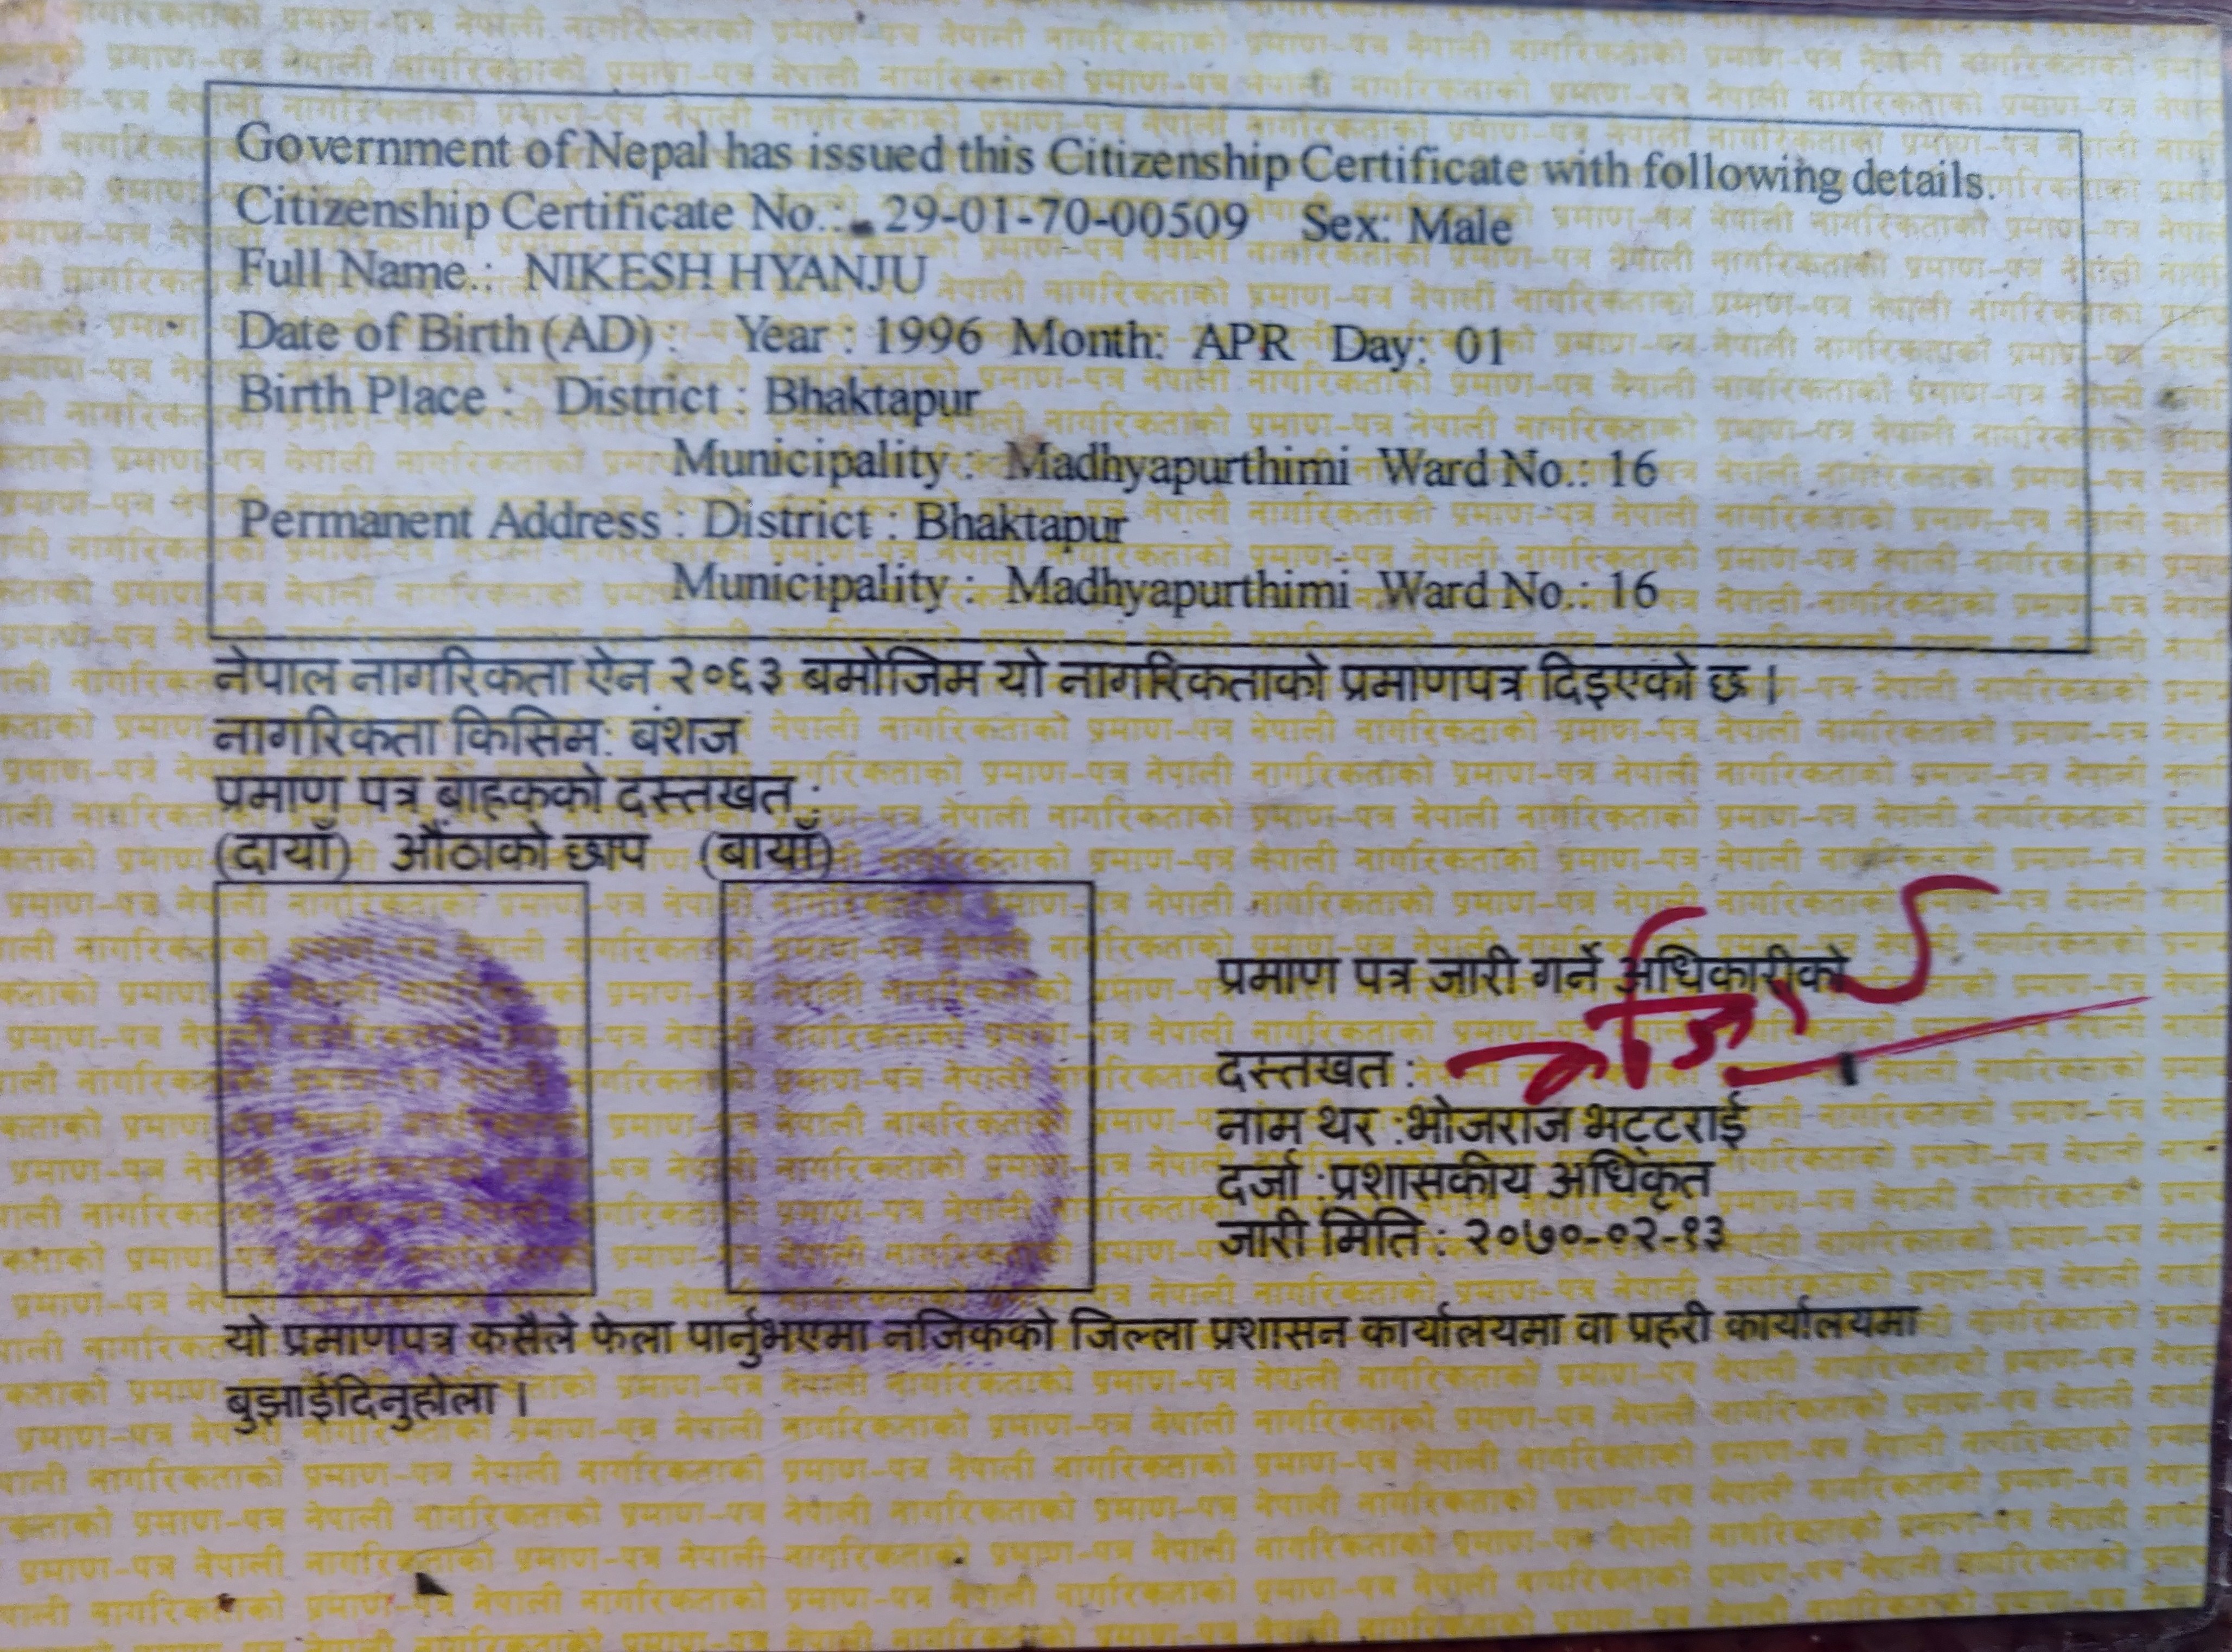 Government of Nepal has issued this Citizenship Certificate with following details.
Citizenship Certificate No.: 29-01-70-00509 Sex: Male
Full Name.: NIKESH HYANJU
Date of Birth (AD) : Year : 1996 Month: APR Day: 01
Birth Place : District : Bhaktapur
Municipality : Madhyapurthimi Ward No.: 16
Permanent Address : District : Bhaktapur
Municipality : Madhyapurthimi Ward No.: 16
नेपाल नागरिकता ऐन २०६३ बमोजिम यो नागरिकताको प्रमाणपत्र दिइएको छ ।
नागरिकता किसिम: बंशज
प्रमाण पत्र बाहकको दस्तखत :
(दायाँ) औंठाको छाप (बायाँ)
प्रमाण पत्र जारी गर्ने अधिकारीको
दस्तखत :
नाम थर :भोजराज भट्टराई
दर्जा :प्रशासकीय अधिकृत
जारी मिति : २०७०-०२-१३
यो प्रमाणपत्र कसैले फेला पार्नुभएमा नजिकको जिल्ला प्रशासन कार्यालयमा वा प्रहरी कार्यालयमा
बुझाईदिनुहोला ।